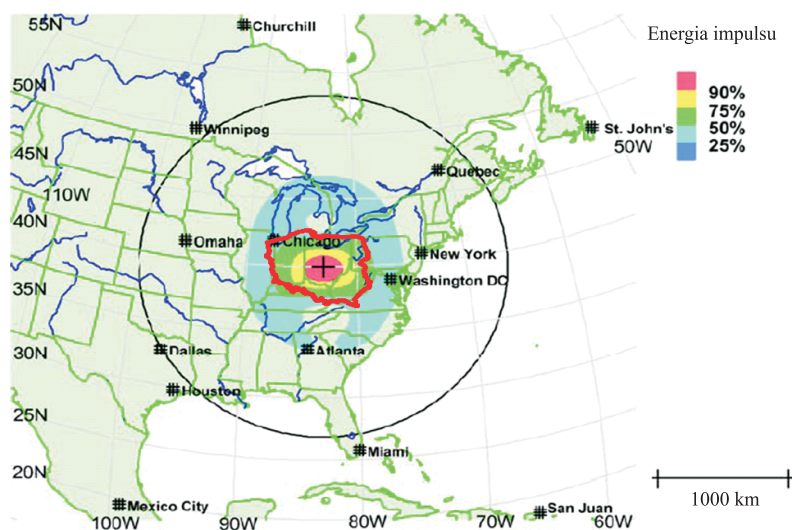 55N
Churchill
Energia impulsu
50N
90%
75%
50%
25%
Winnipeg
St. John's
50W
45N
Quebec
110W
40N
Omaha
Chicago
New York
35N
Washington DC
30N
Dallas
Atlanta
Houston
25N
Miami
20N
1000 km
Mexico City
San Juan
100W
90W
80W
70W
60W